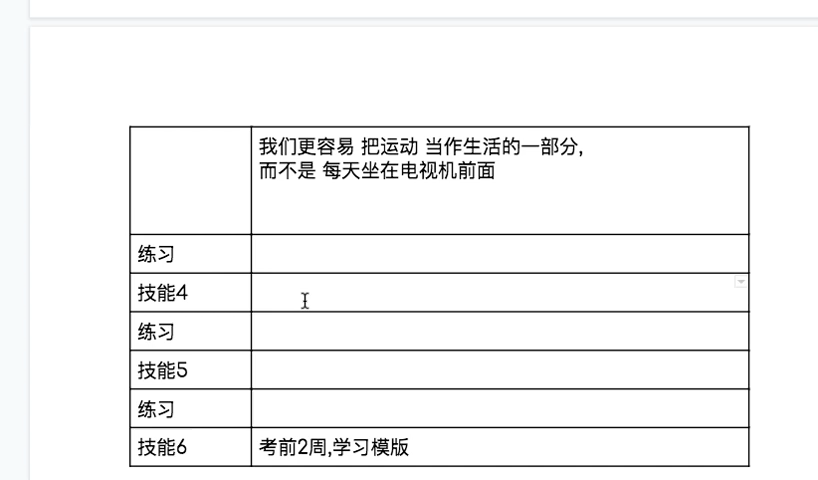 我们更容易 把运动 当作生活的一部分,
而不是 每天坐在电视机前面
练习
技能4
练习
技能5
练习
技能6 考前2周,学习模版